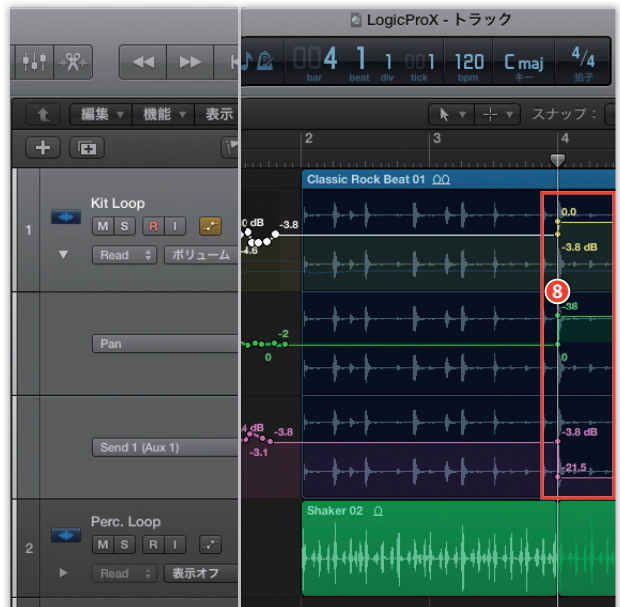 LogicProX - トラック
004 1 1 001 120 C maj 4/4
bar beat div tick bpm キー 拍子
編集 機能 表示 スナップ：
2 3 4
Classic Rock Beat 01
Kit Loop
1
M S R I
Read ボリューム
0 dB -3.8
-4.6
0.0
-3.8 dB
8
Pan
-2
0
-38
0
Send 1 (Aux 1)
4 dB -3.8
-3.1
-3.8 dB
-21.5
Shaker 02
Perc. Loop
2
M S R I
Read 表示オフ